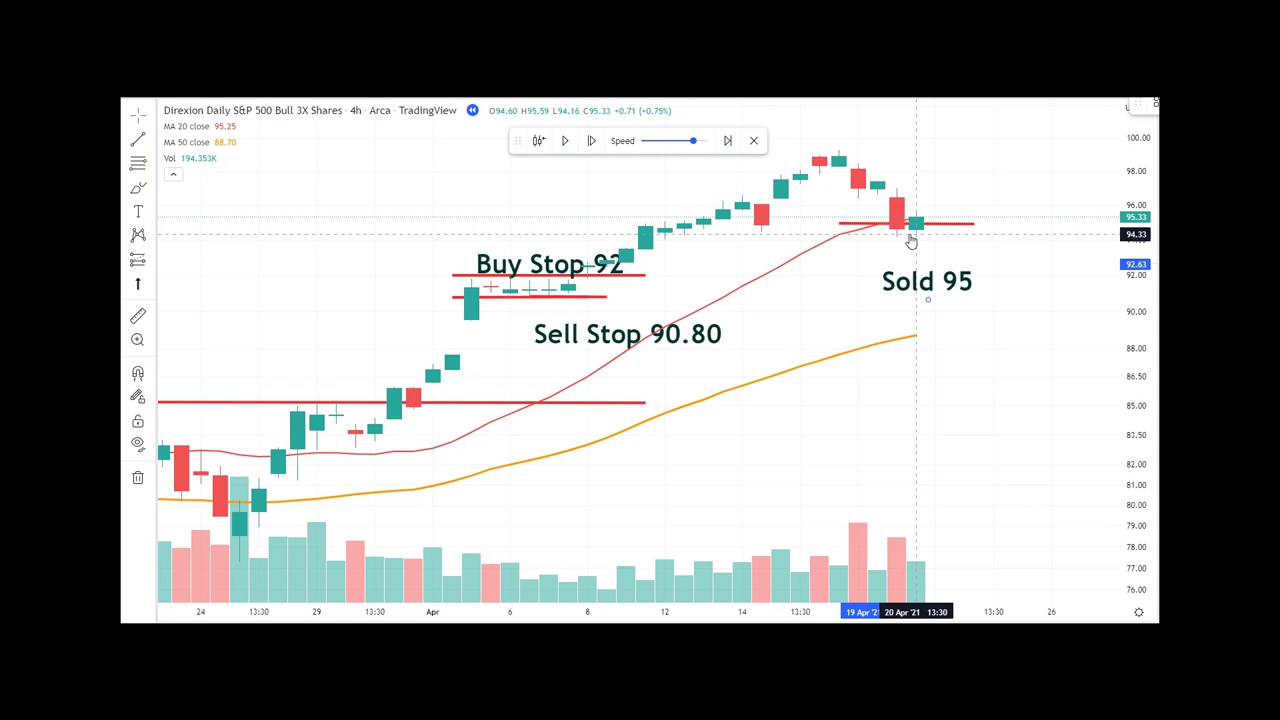 Direxion Daily S&P 500 Bull 3X Shares · 4h · Arca · TradingView O94.60 H95.59 L94.16 C95.33 +0.71 (+0.75%)
MA 20 close 95.25
MA 50 close 88.70
Vol 194.353K
Speed
100.00
98.00
96.00
95.33
94.33
92.63
92.00
90.00
88.00
86.50
85.00
83.50
82.00
81.00
80.00
79.00
78.00
77.00
76.00
Buy Stop 92
Sold 95
Sell Stop 90.80
24 13:30 29 13:30 Apr 6 8 12 14 13:30 19 Apr '21 20 Apr '21 13:30 13:30 26